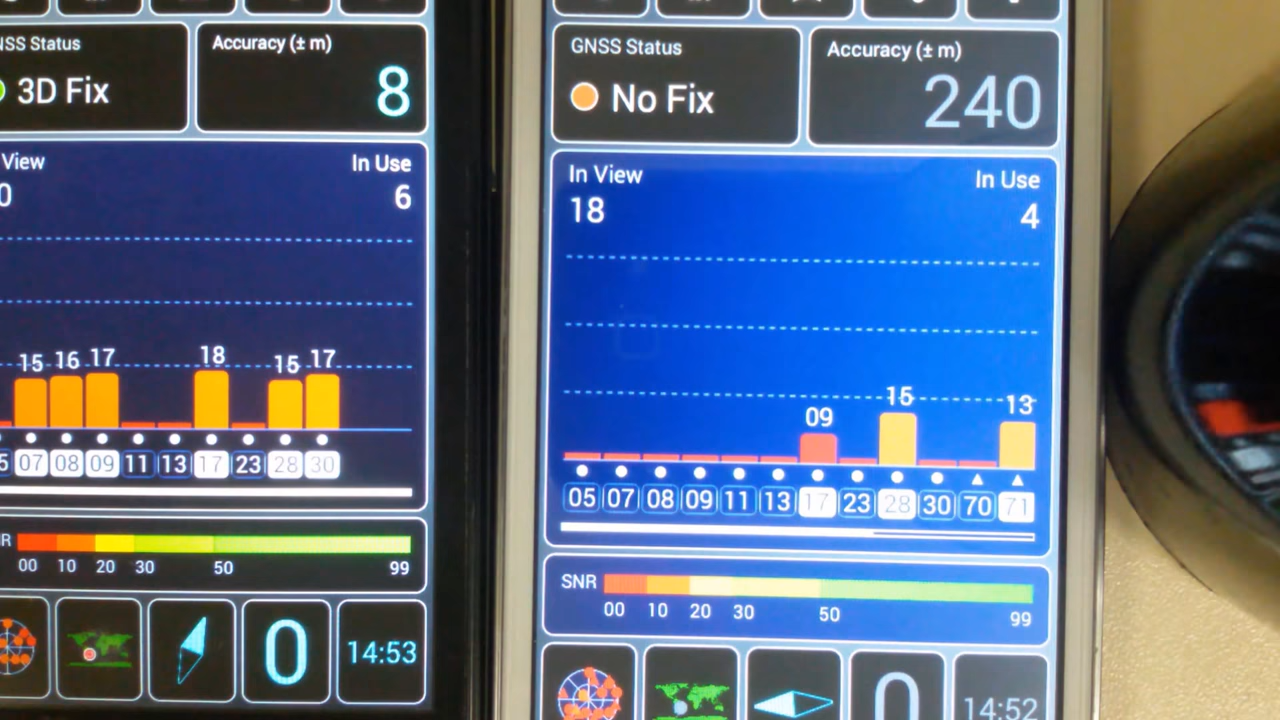 NSS Status
Accuracy (± m)
3D Fix
8
View
In Use
0
6
15 16 17 18 15 17
5 07 08 09 11 13 17 23 28 30
R
00 10 20 30 50 99
0
14:53
GNSS Status
Accuracy (± m)
No Fix
240
In View
In Use
18
4
09 15 13
05 07 08 09 11 13 17 23 28 30 70 71
SNR
00 10 20 30 50 99
0
14:52